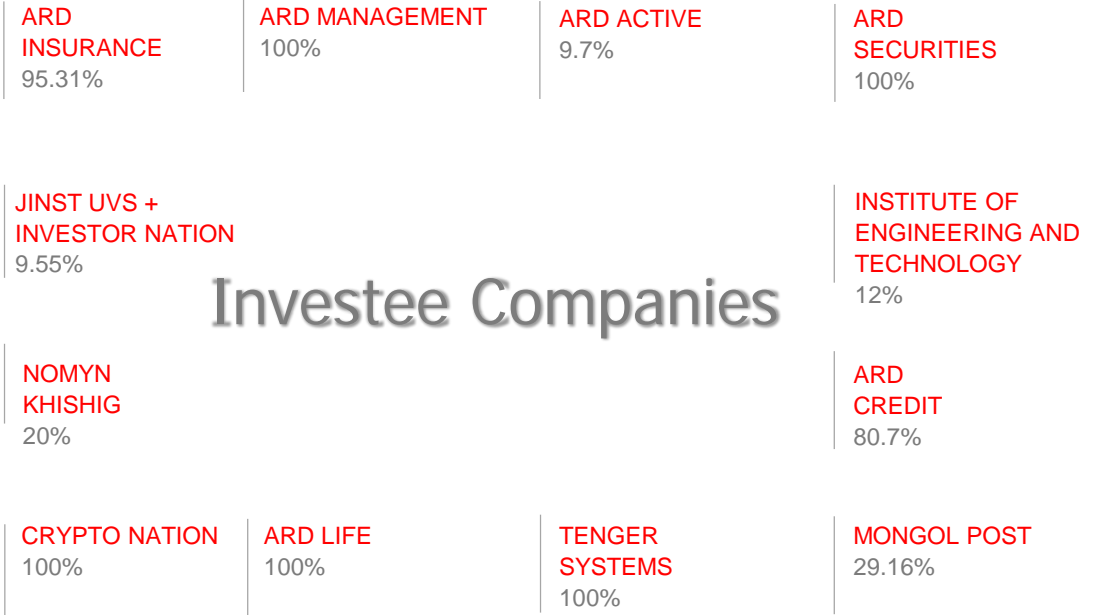 ARD
INSURANCE
95.31%
ARD MANAGEMENT
100%
ARD ACTIVE
9.7%
ARD
SECURITIES
100%
JINST UVS +
INVESTOR NATION
9.55%
INSTITUTE OF
ENGINEERING AND
TECHNOLOGY
12%
Investee Companies
NOMYN
KHISHIG
20%
ARD
CREDIT
80.7%
CRYPTO NATION
100%
ARD LIFE
100%
TENGER
SYSTEMS
100%
MONGOL POST
29.16%